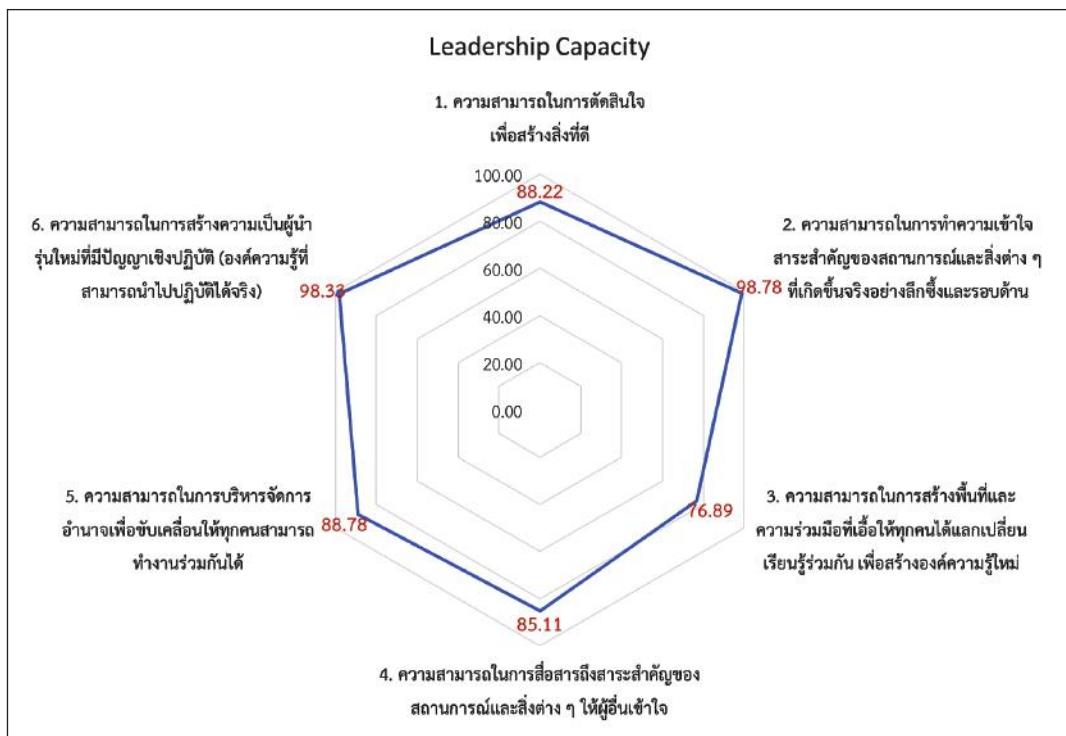 Leadership Capacity
1. ความสามารถในการตัดสินใจ
เพื่อสร้างสิ่งที่ดี
100.00
88.22
80.00
60.00
40.00
20.00
0.00
2. ความสามารถในการทำความเข้าใจ
สาระสำคัญของสถานการณ์และสิ่งต่าง ๆ
ที่เกิดขึ้นจริงอย่างลึกซึ้งและรอบด้าน
98.78
3. ความสามารถในการสร้างพื้นที่และ
ความร่วมมือที่เอื้อให้ทุกคนได้แลกเปลี่ยน
เรียนรู้ร่วมกัน เพื่อสร้างองค์ความรู้ใหม่
76.89
85.11
4. ความสามารถในการสื่อสารถึงสาระสำคัญของ
สถานการณ์และสิ่งต่าง ๆ ให้ผู้อื่นเข้าใจ
5. ความสามารถในการบริหารจัดการ
อำนาจเพื่อขับเคลื่อนให้ทุกคนสามารถ
ทำงานร่วมกันได้
88.78
6. ความสามารถในการสร้างความเป็นผู้นำ
รุ่นใหม่ที่มีปัญญาเชิงปฏิบัติ (องค์ความรู้ที่
สามารถนำไปปฏิบัติได้จริง)
98.33